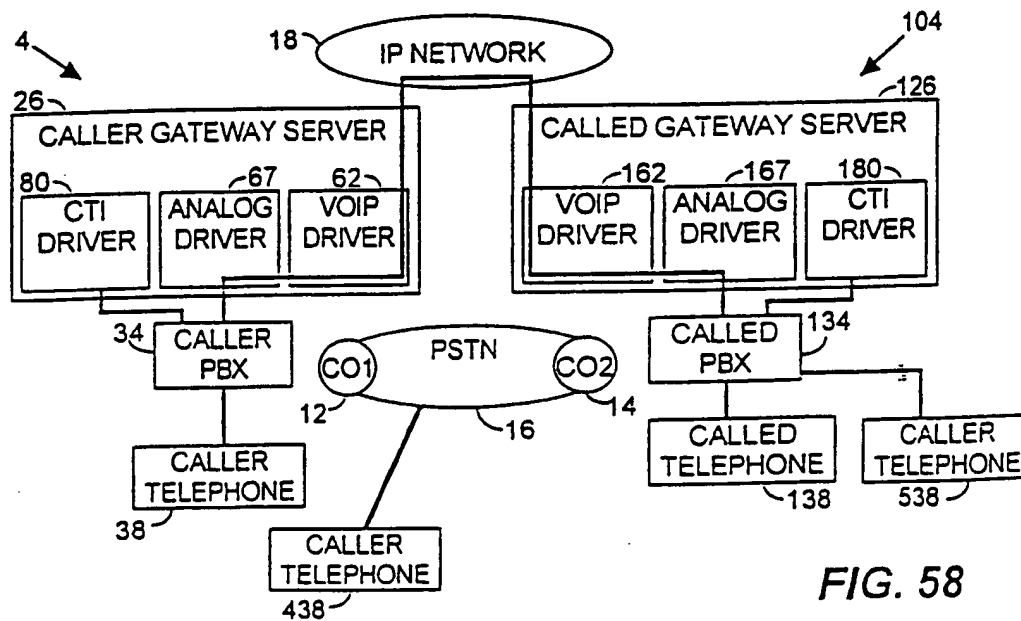 4
18
IP NETWORK
104
26
CALLER GATEWAY SERVER
126
CALLED GATEWAY SERVER
80
CTI
DRIVER
67
ANALOG
DRIVER
62
VOIP
DRIVER
162
VOIP
DRIVER
167
ANALOG
DRIVER
180
CTI
DRIVER
34
CALLER
PBX
CO1
PSTN
CO2
CALLED
PBX
134
12
16
14
CALLER
TELEPHONE
38
CALLER
TELEPHONE
438
CALLED
TELEPHONE
138
CALLER
TELEPHONE
538
FIG. 58